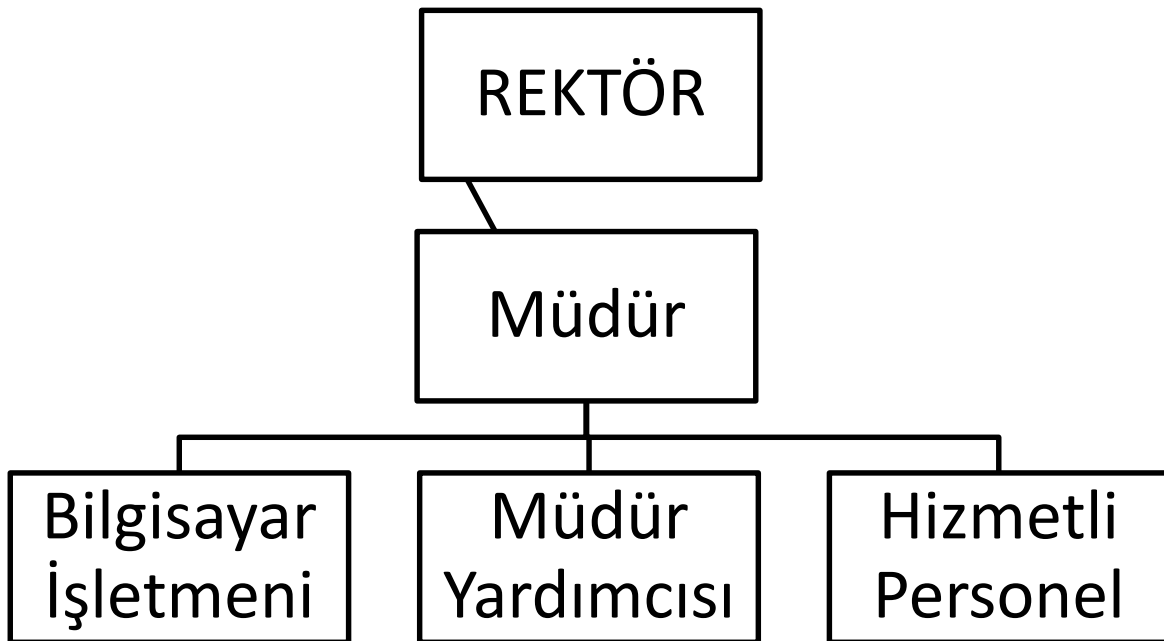 REKTÖR
Müdür
Bilgisayar
İşletmeni
Müdür
Yardımcısı
Hizmetli
Personel